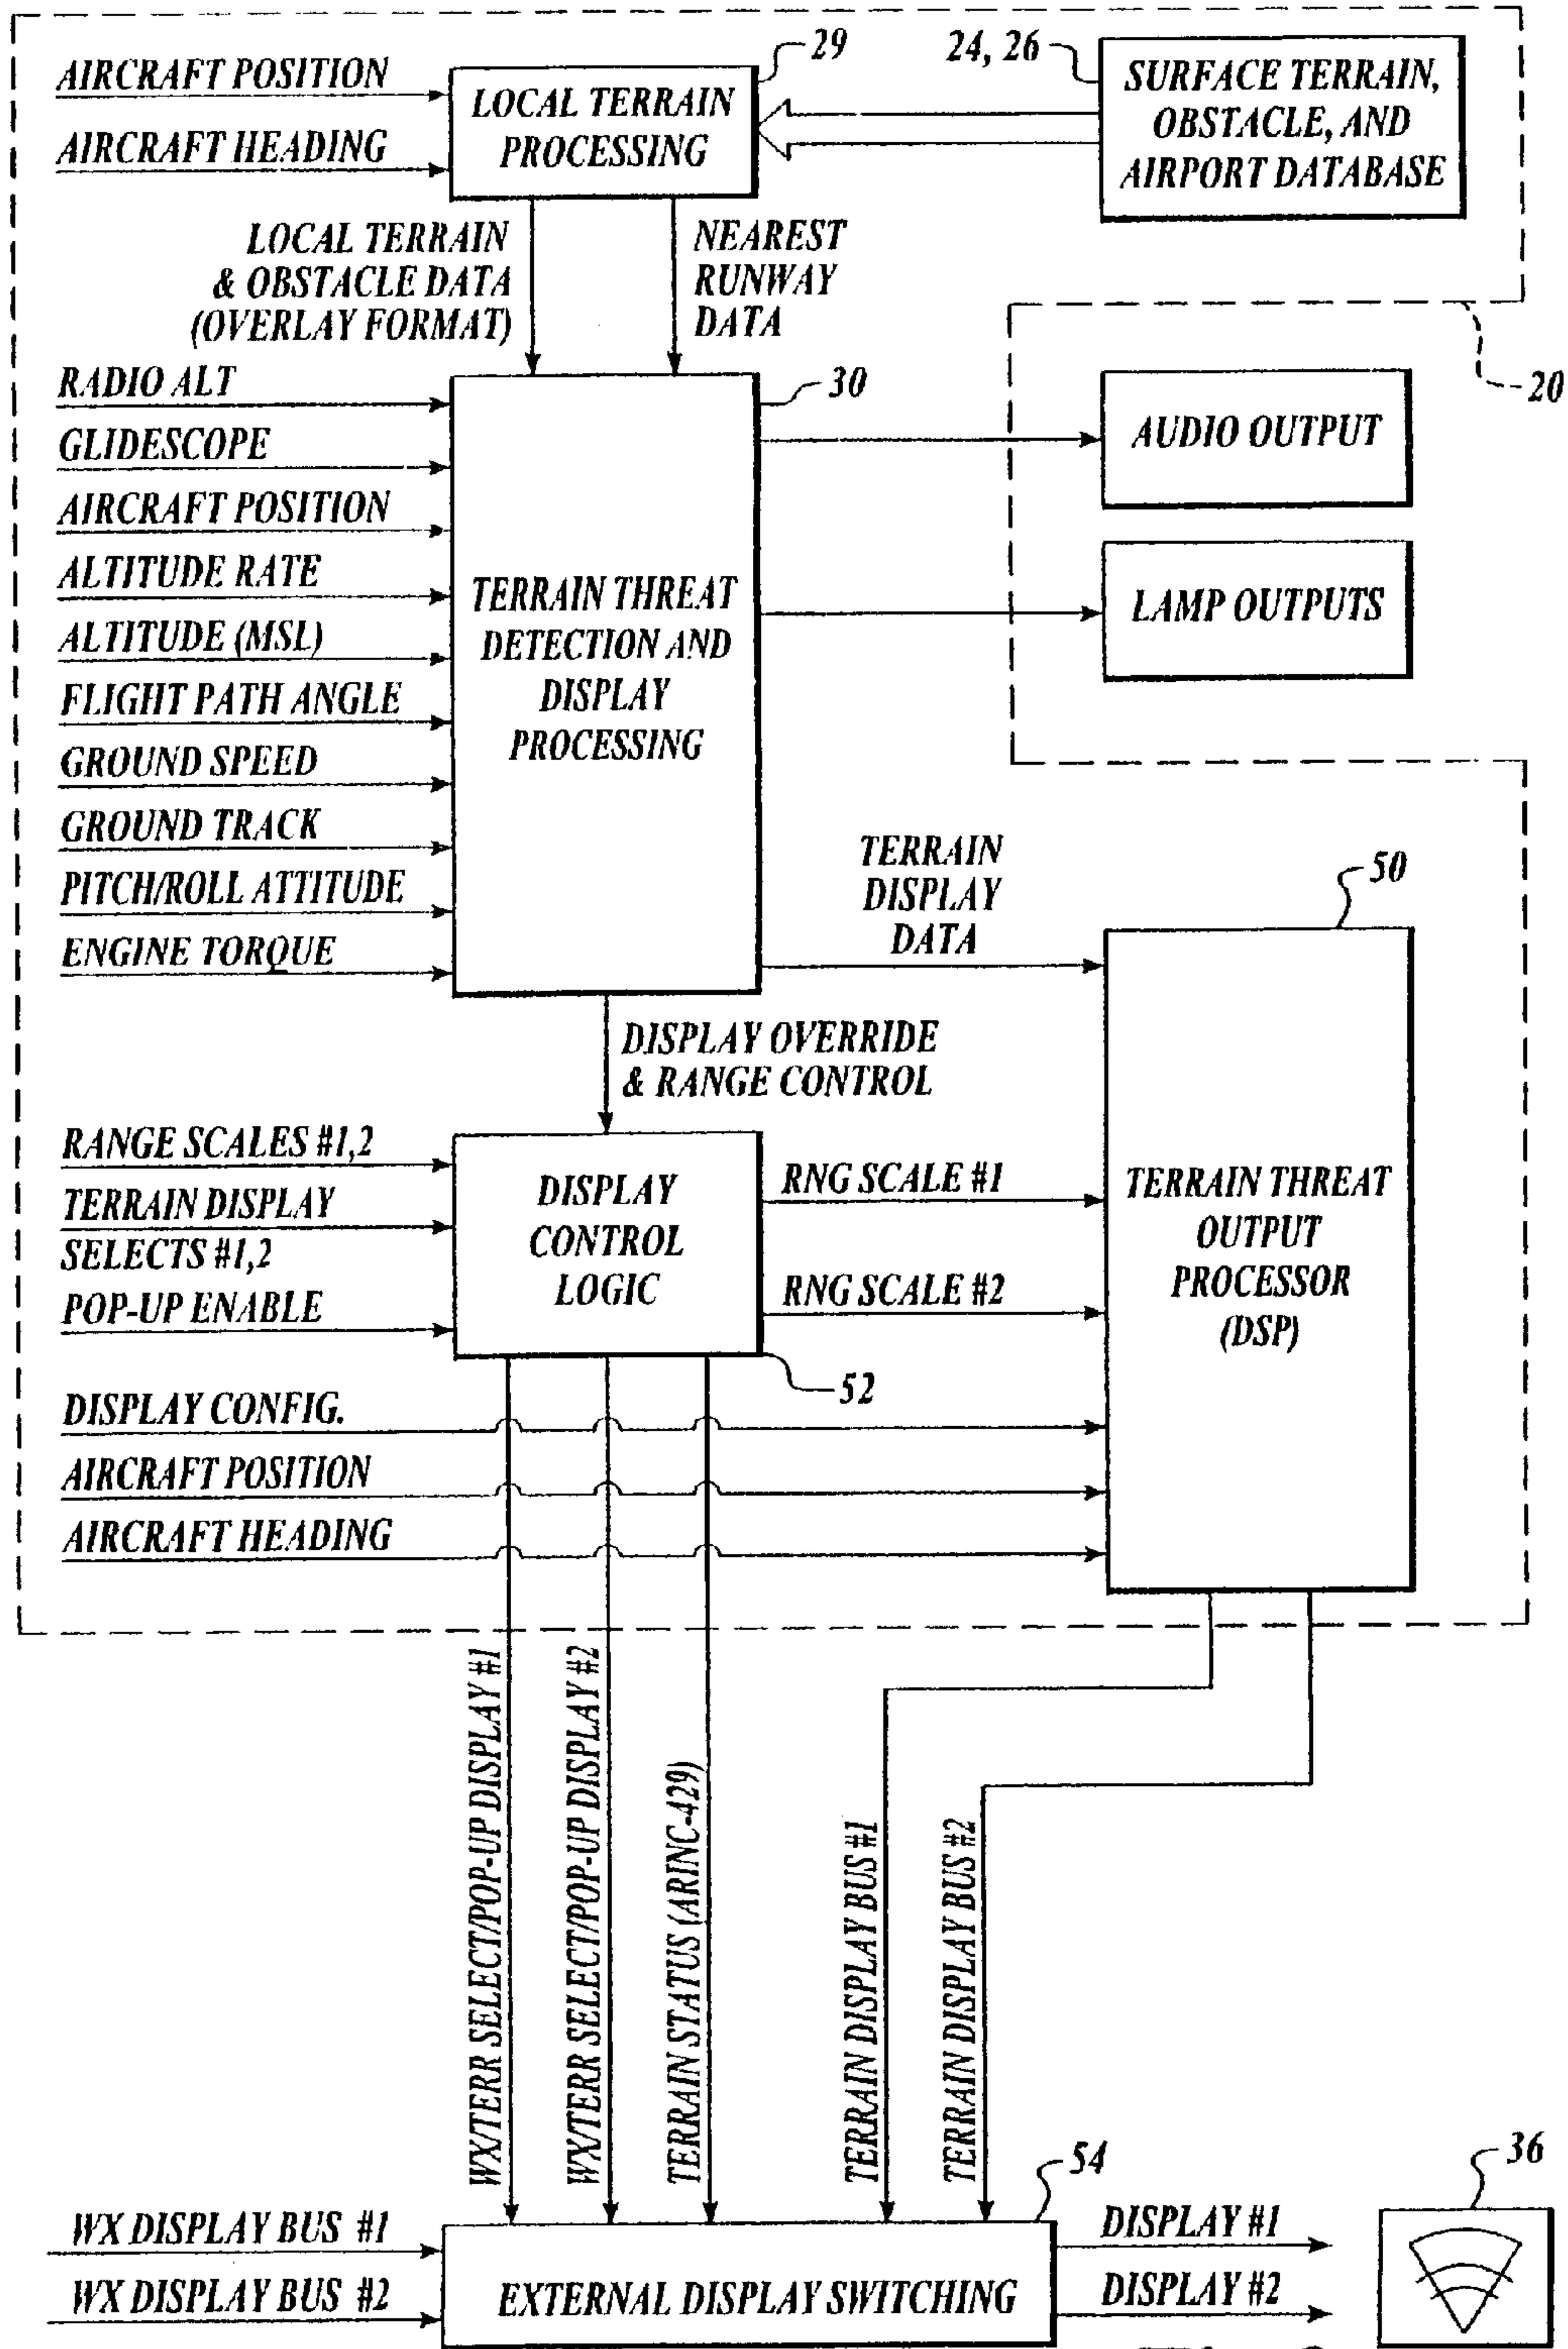 AIRCRAFT POSITION
AIRCRAFT HEADING
LOCAL TERRAIN
PROCESSING
29
24, 26
SURFACE TERRAIN,
OBSTACLE, AND
AIRPORT DATABASE
LOCAL TERRAIN
& OBSTACLE DATA
(OVERLAY FORMAT)
NEAREST
RUNWAY
DATA
20
RADIO ALT
GLIDESCOPE
AIRCRAFT POSITION
ALTITUDE RATE
ALTITUDE (MSL)
FLIGHT PATH ANGLE
GROUND SPEED
GROUND TRACK
PITCH/ROLL ATTITUDE
ENGINE TORQUE
30
TERRAIN THREAT
DETECTION AND
DISPLAY
PROCESSING
AUDIO OUTPUT
LAMP OUTPUTS
TERRAIN
DISPLAY
DATA
50
DISPLAY OVERRIDE
& RANGE CONTROL
RANGE SCALES #1,2
TERRAIN DISPLAY
SELECTS #1,2
POP-UP ENABLE
DISPLAY
CONTROL
LOGIC
RNG SCALE #1
RNG SCALE #2
52
TERRAIN THREAT
OUTPUT
PROCESSOR
(DSP)
DISPLAY CONFIG.
AIRCRAFT POSITION
AIRCRAFT HEADING
WX/TERR SELECT/POP-UP DISPLAY #1
WX/TERR SELECT/POP-UP DISPLAY #2
TERRAIN STATUS (ARINC-429)
TERRAIN DISPLAY BUS #1
TERRAIN DISPLAY BUS #2
54
36
WX DISPLAY BUS #1
WX DISPLAY BUS #2
EXTERNAL DISPLAY SWITCHING
DISPLAY #1
DISPLAY #2